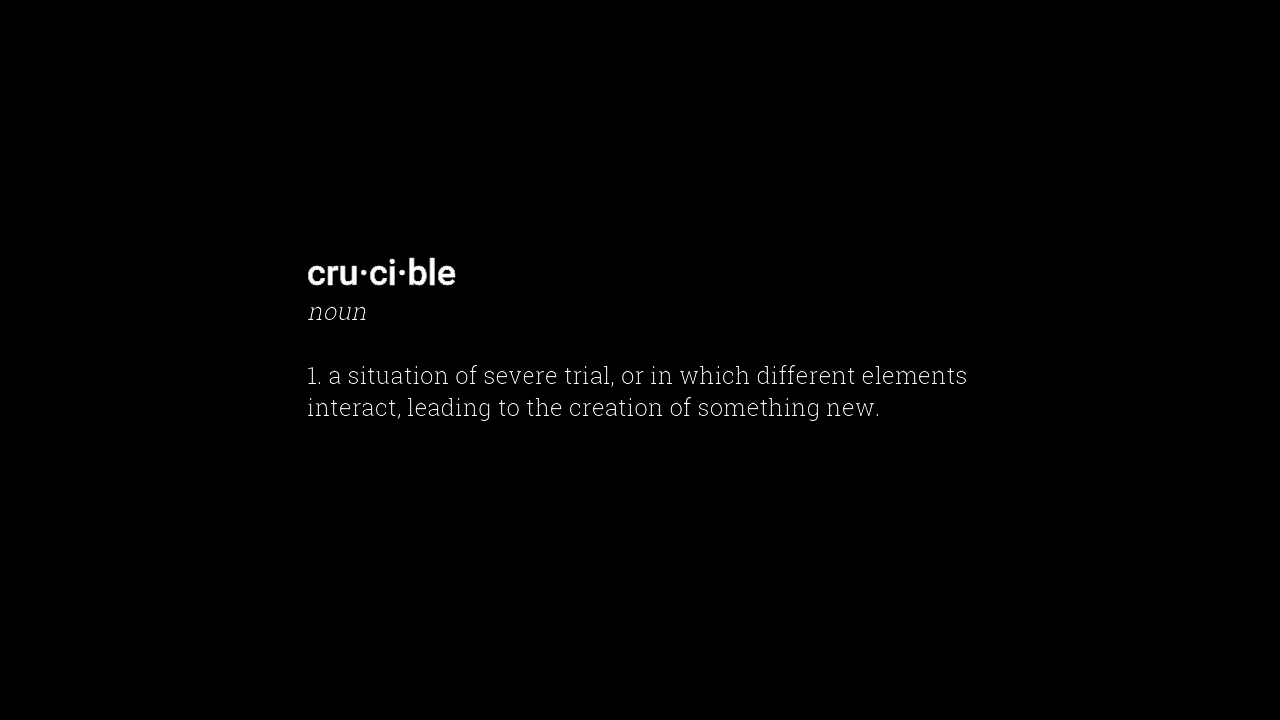 cru·ci·ble
noun
1. a situation of severe trial, or in which different elements
interact, leading to the creation of something new.